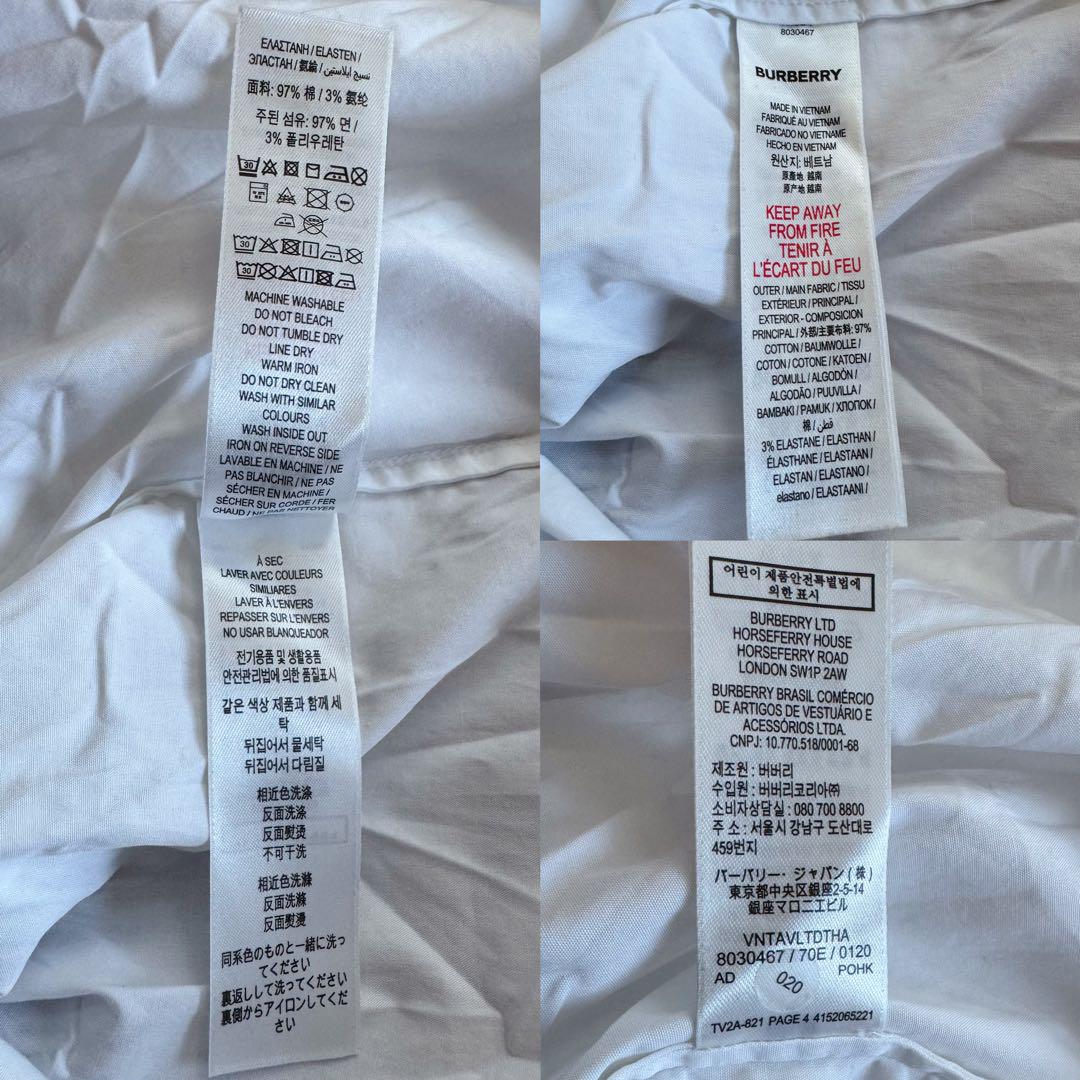 ΕΛΑΣΤΑΝΗ / ELASTEN /
ЭЛАСТАН / 氨綸 / نسيج ايلاستين /
面料: 97% 棉 / 3% 氨纶
주된 섬유: 97% 면 /
3% 폴리우레탄
30
30
30
MACHINE WASHABLE
DO NOT BLEACH
DO NOT TUMBLE DRY
LINE DRY
WARM IRON
DO NOT DRY CLEAN
WASH WITH SIMILAR
COLOURS
WASH INSIDE OUT
IRON ON REVERSE SIDE
LAVABLE EN MACHINE / NE
PAS BLANCHIR / NE PAS
SÉCHER EN MACHINE /
SÉCHER SUR CORDE / FER
CHAUD / NE PAS NETTOYER
À SEC
LAVER AVEC COULEURS
SIMILIARES
LAVER À L'ENVERS
REPASSER SUR L'ENVERS
NO USAR BLANQUEADOR
전기용품 및 생활용품
안전관리법에 의한 품질표시
같은 색상 제품과 함께 세
탁
뒤집어서 물세탁
뒤집어서 다림질
相近色洗涤
反面洗涤
反面熨烫
不可干洗
相近色洗滌
反面洗滌
反面熨燙
同系色のものと一緒に洗っ
てください
裏返しして洗ってください
裏側からアイロンしてくだ
さい
8030467
BURBERRY
MADE IN VIETNAM
FABRIQUÉ AU VIETNAM
FABRICADO NO VIETNAME
HECHO EN VIETNAM
원산지: 베트남
原產地 越南
原产地 越南
KEEP AWAY
FROM FIRE
TENIR À
L'ÉCART DU FEU
OUTER / MAIN FABRIC / TISSU
EXTÉRIEUR / PRINCIPAL /
EXTERIOR - COMPOSICION
PRINCIPAL / 外部/主要布料: 97%
COTTON / BAUMWOLLE /
COTON / COTONE / KATOEN /
BOMULL / ALGODÓN /
ALGODÃO / PUUVILLA /
BAMBAKI / PAMUK / ХЛОПОК /
棉 / قطن /
3% ELASTANE / ELASTHAN /
ÉLASTHANE / ELASTAAN /
ELASTAN / ELASTANO /
elastano / ELASTAANI /
어린이 제품안전특별법에
의한 표시
BURBERRY LTD
HORSEFERRY HOUSE
HORSEFERRY ROAD
LONDON SW1P 2AW
BURBERRY BRASIL COMÉRCIO
DE ARTIGOS DE VESTUÁRIO E
ACESSÓRIOS LTDA.
CNPJ: 10.770.518/0001-68
제조원 : 버버리
수입원 : 버버리코리아㈜
소비자상담실 : 080 700 8800
주 소 : 서울시 강남구 도산대로
459번지
バーバリー・ジャパン ( 株 )
東京都中央区銀座2-5-14
銀座マロニエビル
VNTAVLTDTHA
8030467 / 70E / 0120
AD 020 POHK
TV2A-821 PAGE 4 4152065221